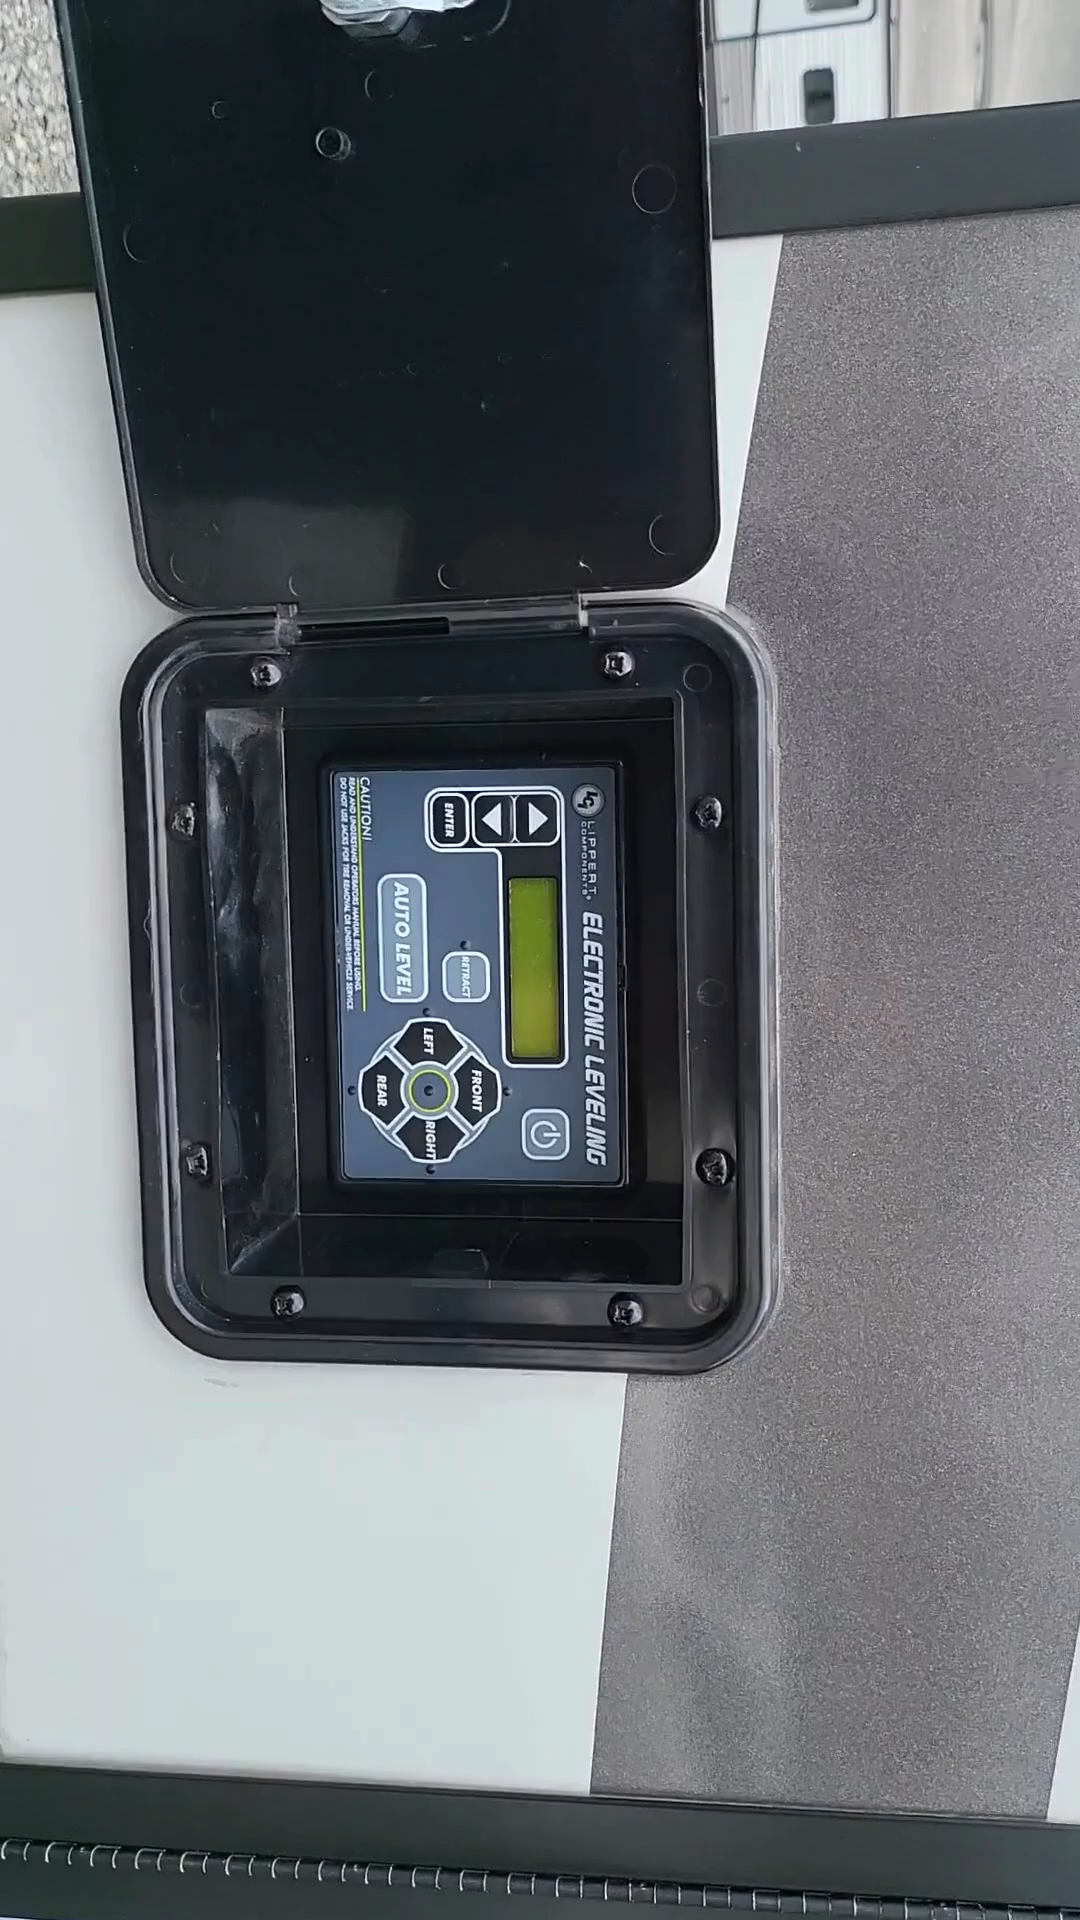 LIPPERT
COMPONENTS®
ELECTRONIC LEVELING
ENTER
RETRACT
AUTO LEVEL
FRONT
LEFT
RIGHT
REAR
CAUTION!
READ AND UNDERSTAND OPERATORS MANUAL BEFORE USING.
DO NOT USE JACKS FOR TIRE REMOVAL OR UNDER-VEHICLE SERVICE.